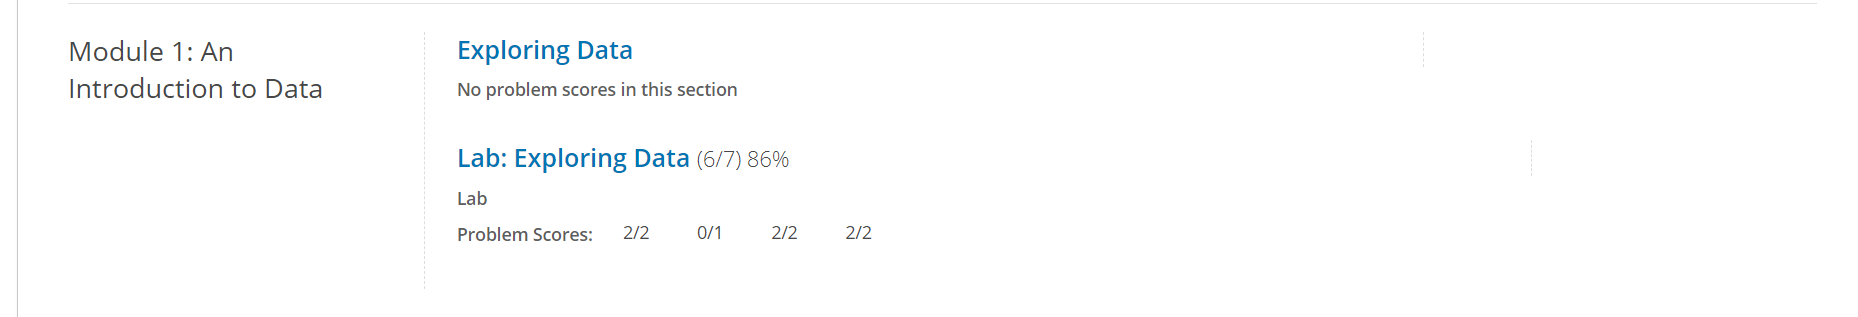 Module 1: An
Introduction to Data
Exploring Data
No problem scores in this section
Lab: Exploring Data (6/7) 86%
Lab
Problem Scores: 2/2 0/1 2/2 2/2